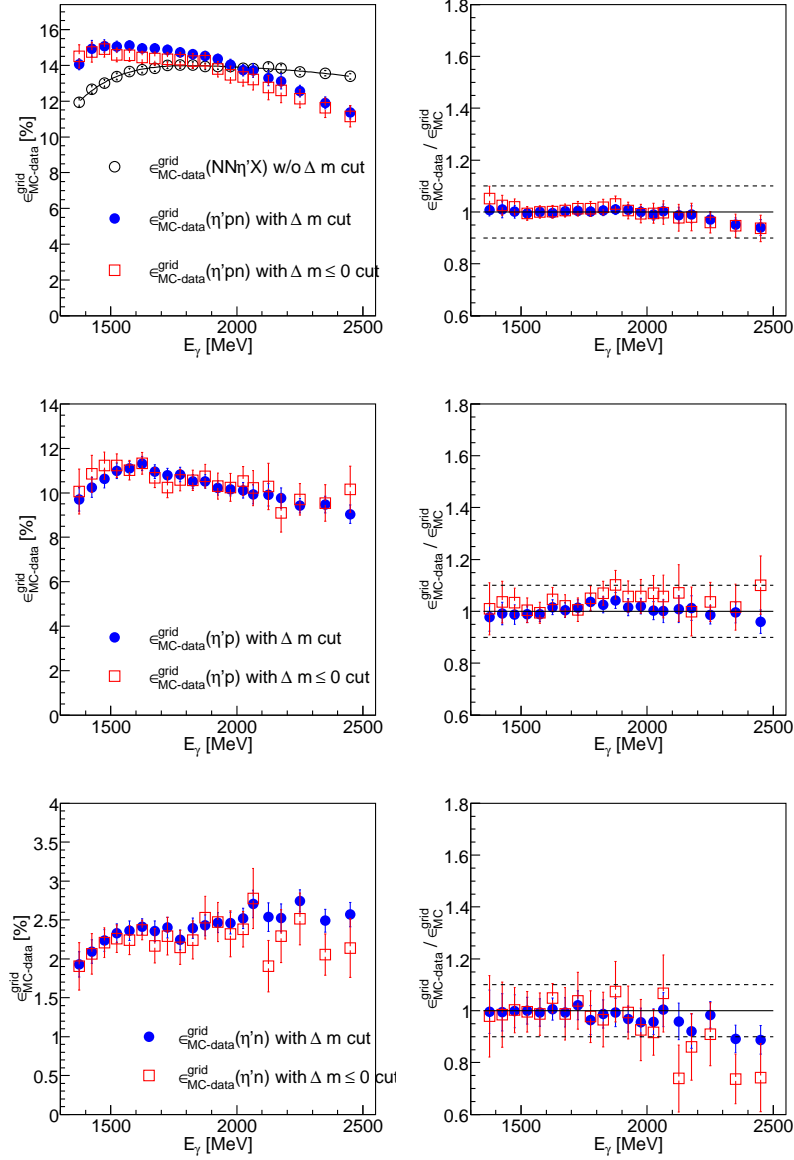 16
14
12
10
8
6
4
2
0
ϵ^grid_MC-data [%]
ϵ^grid_MC-data(NNη'X) w/o Δ m cut
ϵ^grid_MC-data(η'pn) with Δ m cut
ϵ^grid_MC-data(η'pn) with Δ m ≤ 0 cut
1500 2000 2500
E_γ [MeV]
1.8
1.6
1.4
1.2
1
0.8
0.6
ϵ^grid_MC-data / ϵ^grid_MC
1500 2000 2500
E_γ [MeV]
14
12
10
8
6
4
2
0
ϵ^grid_MC-data [%]
ϵ^grid_MC-data(η'p) with Δ m cut
ϵ^grid_MC-data(η'p) with Δ m ≤ 0 cut
1500 2000 2500
E_γ [MeV]
1.8
1.6
1.4
1.2
1
0.8
0.6
ϵ^grid_MC-data / ϵ^grid_MC
1500 2000 2500
E_γ [MeV]
4
3.5
3
2.5
2
1.5
1
0.5
0
ϵ^grid_MC-data [%]
ϵ^grid_MC-data(η'n) with Δ m cut
ϵ^grid_MC-data(η'n) with Δ m ≤ 0 cut
1500 2000 2500
E_γ [MeV]
1.8
1.6
1.4
1.2
1
0.8
0.6
ϵ^grid_MC-data / ϵ^grid_MC
1500 2000 2500
E_γ [MeV]